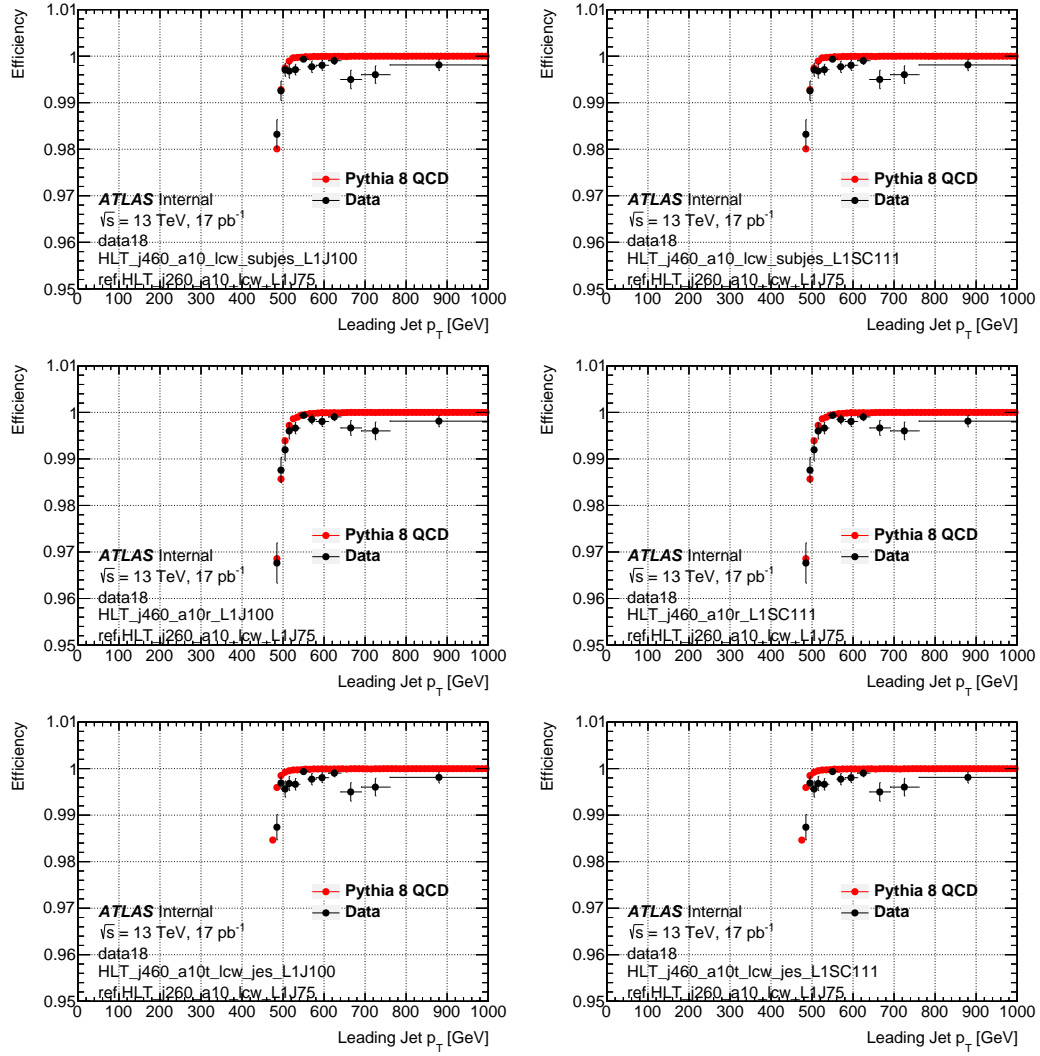 Efficiency
1.01
1
0.99
0.98
0.97
0.96
0.95
Pythia 8 QCD
Data
ATLAS Internal
√s = 13 TeV, 17 pb⁻¹
data18
HLT_j460_a10_lcw_subjes_L1J100
ref.HLT_j260_a10_lcw_L1J75
0 100 200 300 400 500 600 700 800 900 1000
Leading Jet p_T [GeV]
Efficiency
1.01
1
0.99
0.98
0.97
0.96
0.95
Pythia 8 QCD
Data
ATLAS Internal
√s = 13 TeV, 17 pb⁻¹
data18
HLT_j460_a10_lcw_subjes_L1SC111
ref.HLT_j260_a10_lcw_L1J75
0 100 200 300 400 500 600 700 800 900 1000
Leading Jet p_T [GeV]
Efficiency
1.01
1
0.99
0.98
0.97
0.96
0.95
Pythia 8 QCD
Data
ATLAS Internal
√s = 13 TeV, 17 pb⁻¹
data18
HLT_j460_a10r_L1J100
ref.HLT_j260_a10_lcw_L1J75
0 100 200 300 400 500 600 700 800 900 1000
Leading Jet p_T [GeV]
Efficiency
1.01
1
0.99
0.98
0.97
0.96
0.95
Pythia 8 QCD
Data
ATLAS Internal
√s = 13 TeV, 17 pb⁻¹
data18
HLT_j460_a10r_L1SC111
ref.HLT_j260_a10_lcw_L1J75
0 100 200 300 400 500 600 700 800 900 1000
Leading Jet p_T [GeV]
Efficiency
1.01
1
0.99
0.98
0.97
0.96
0.95
Pythia 8 QCD
Data
ATLAS Internal
√s = 13 TeV, 17 pb⁻¹
data18
HLT_j460_a10t_lcw_jes_L1J100
ref.HLT_j260_a10_lcw_L1J75
0 100 200 300 400 500 600 700 800 900 1000
Leading Jet p_T [GeV]
Efficiency
1.01
1
0.99
0.98
0.97
0.96
0.95
Pythia 8 QCD
Data
ATLAS Internal
√s = 13 TeV, 17 pb⁻¹
data18
HLT_j460_a10t_lcw_jes_L1SC111
ref.HLT_j260_a10_lcw_L1J75
0 100 200 300 400 500 600 700 800 900 1000
Leading Jet p_T [GeV]